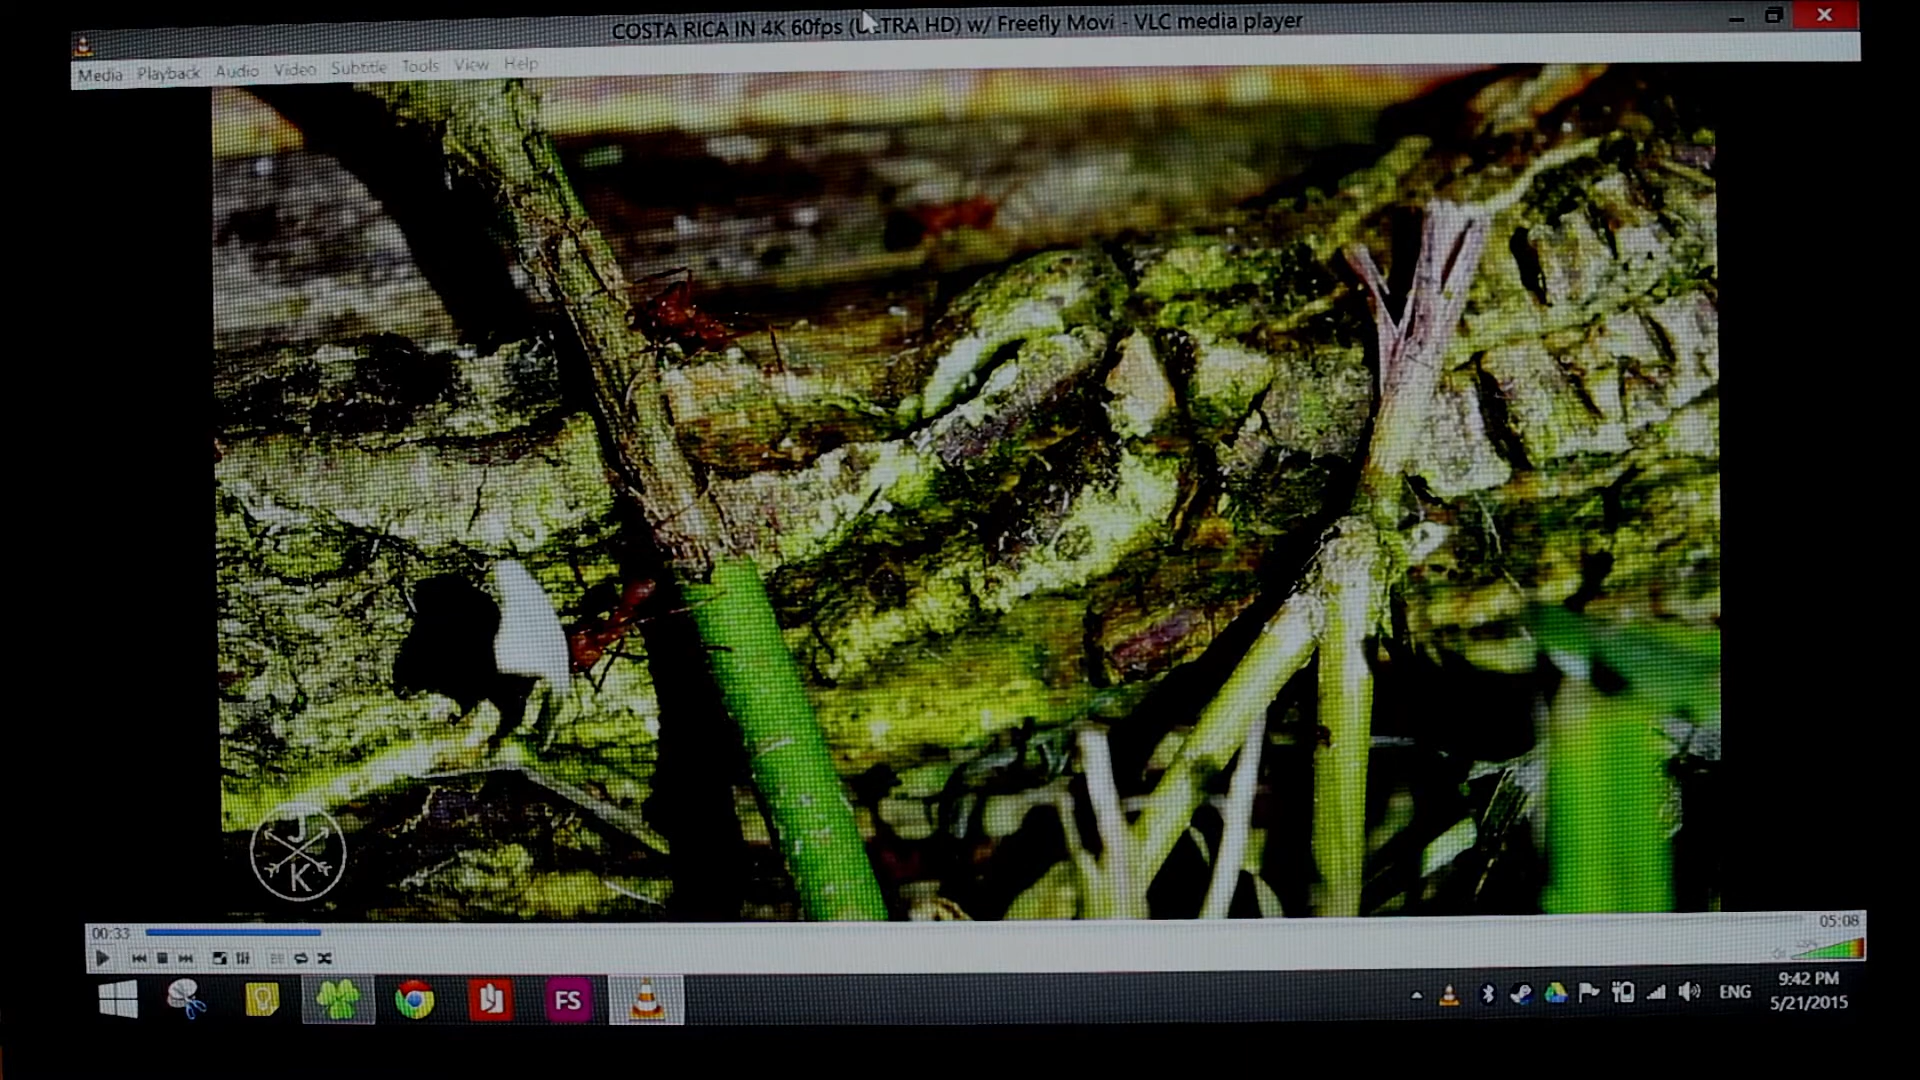 COSTA RICA IN 4K 60fps (ULTRA HD) w/ Freefly Movi - VLC media player
Media Playback Audio Video Subtitle Tools View Help
J
K
00:33
05:08
FS
ENG
9:42 PM
5/21/2015